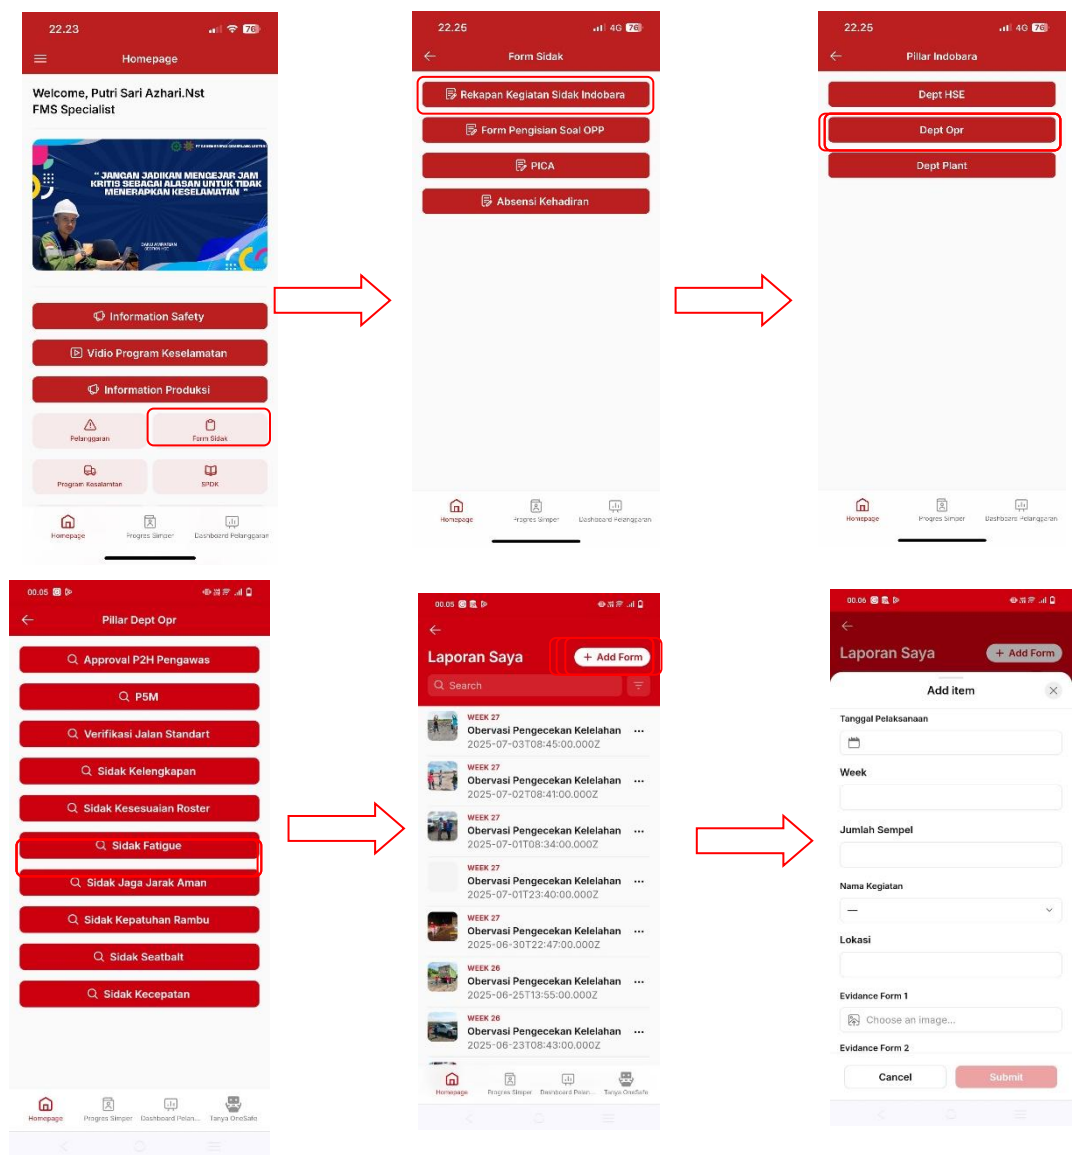 22.23
76
Homepage
Welcome, Putri Sari Azhari.Nst
FMS Specialist
" JANGAN JADIKAN MENGEJAR JAM
KRITIS SEBAGAI ALASAN UNTUK TIDAK
MENERAPKAN KESELAMATAN "
Information Safety
Vidio Program Keselamatan
Information Produksi
Pelanggaran
Form Sidak
Program Keselamtan
SPDK
Homepage
Progres Simper
Dashboard Pelanggaran
22.25
4G 76
Form Sidak
Rekapan Kegiatan Sidak Indobara
Form Pengisian Soal OPP
PICA
Absensi Kehadiran
Homepage
Progres Simper
Dashboard Pelanggaran
22.25
4G 76
Pillar Indobara
Dept HSE
Dept Opr
Dept Plant
Homepage
Progres Simper
Dashboard Pelanggaran
00.05
Pillar Dept Opr
Approval P2H Pengawas
P5M
Verifikasi Jalan Standart
Sidak Kelengkapan
Sidak Kesesuaian Roster
Sidak Fatigue
Sidak Jaga Jarak Aman
Sidak Kepatuhan Rambu
Sidak Seatbalt
Sidak Kecepatan
Homepage
Progres Simper
Dashboard Pelan...
Tanya OneSafe
00.05
Laporan Saya
+ Add Form
Search
WEEK 27
Obervasi Pengecekan Kelelahan ...
2025-07-03T08:45:00.000Z
WEEK 27
Obervasi Pengecekan Kelelahan ...
2025-07-02T08:41:00.000Z
WEEK 27
Obervasi Pengecekan Kelelahan ...
2025-07-01T08:34:00.000Z
WEEK 27
Obervasi Pengecekan Kelelahan ...
2025-07-01T23:40:00.000Z
WEEK 27
Obervasi Pengecekan Kelelahan ...
2025-06-30T22:47:00.000Z
WEEK 26
Obervasi Pengecekan Kelelahan ...
2025-06-25T13:55:00.000Z
WEEK 26
Obervasi Pengecekan Kelelahan ...
2025-06-23T08:43:00.000Z
Homepage
Progres Simper
Dashboard Pelan...
Tanya OneSafe
00.06
Laporan Saya
+ Add Form
Add item
Tanggal Pelaksanaan
Week
Jumlah Sempel
Nama Kegiatan
—
Lokasi
Evidance Form 1
Choose an image...
Evidance Form 2
Cancel
Submit